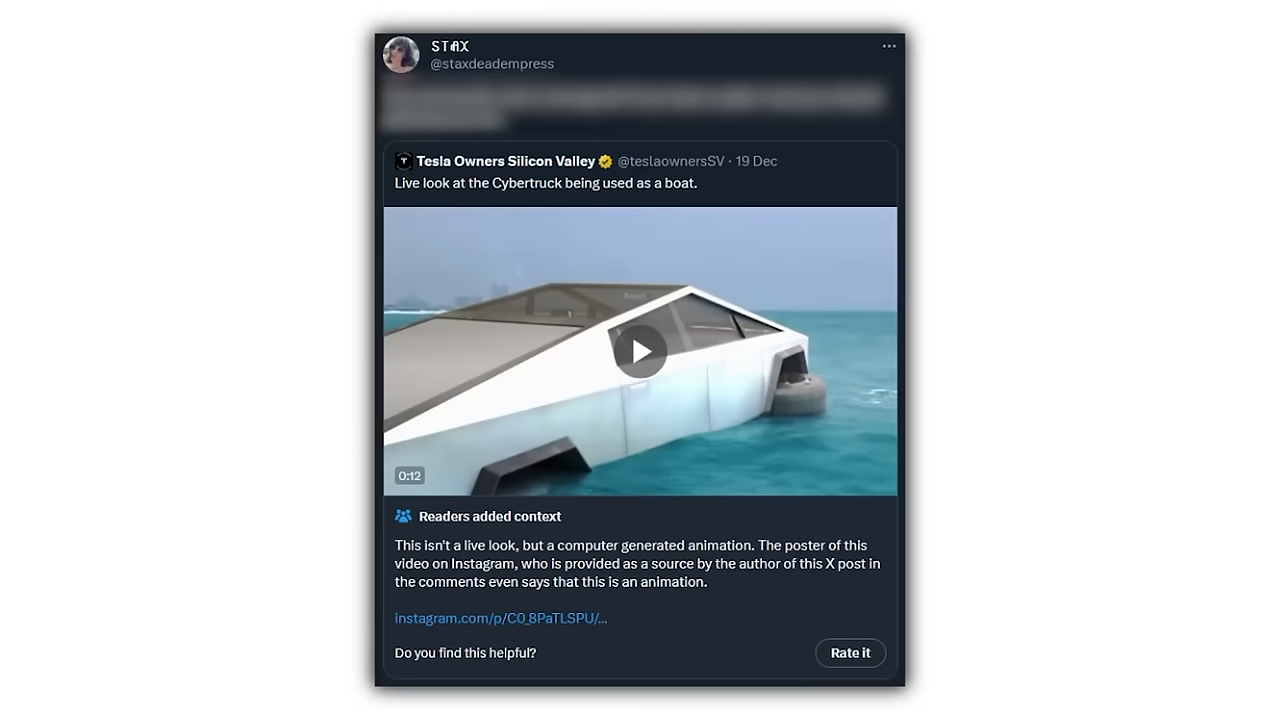 STAX
@staxdeadempress
Tesla Owners Silicon Valley @teslaownersSV · 19 Dec
Live look at the Cybertruck being used as a boat.
0:12
Readers added context
This isn't a live look, but a computer generated animation. The poster of this
video on Instagram, who is provided as a source by the author of this X post in
the comments even says that this is an animation.
instagram.com/p/C0_8PaTLSPU/...
Do you find this helpful?
Rate it